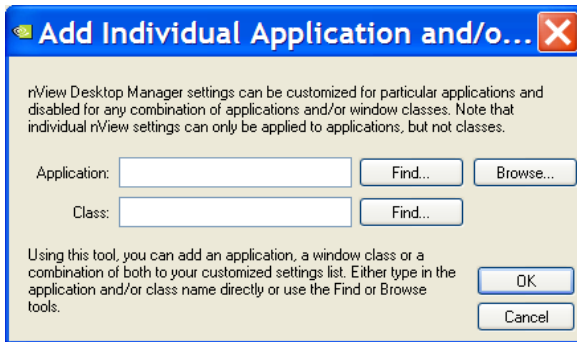 Add Individual Application and/o...
nView Desktop Manager settings can be customized for particular applications and
disabled for any combination of applications and/or window classes. Note that
individual nView settings can only be applied to applications, but not classes.
Application: Find... Browse...
Class: Find...
Using this tool, you can add an application, a window class or a
combination of both to your customized settings list. Either type in the
application and/or class name directly or use the Find or Browse
tools.
OK
Cancel